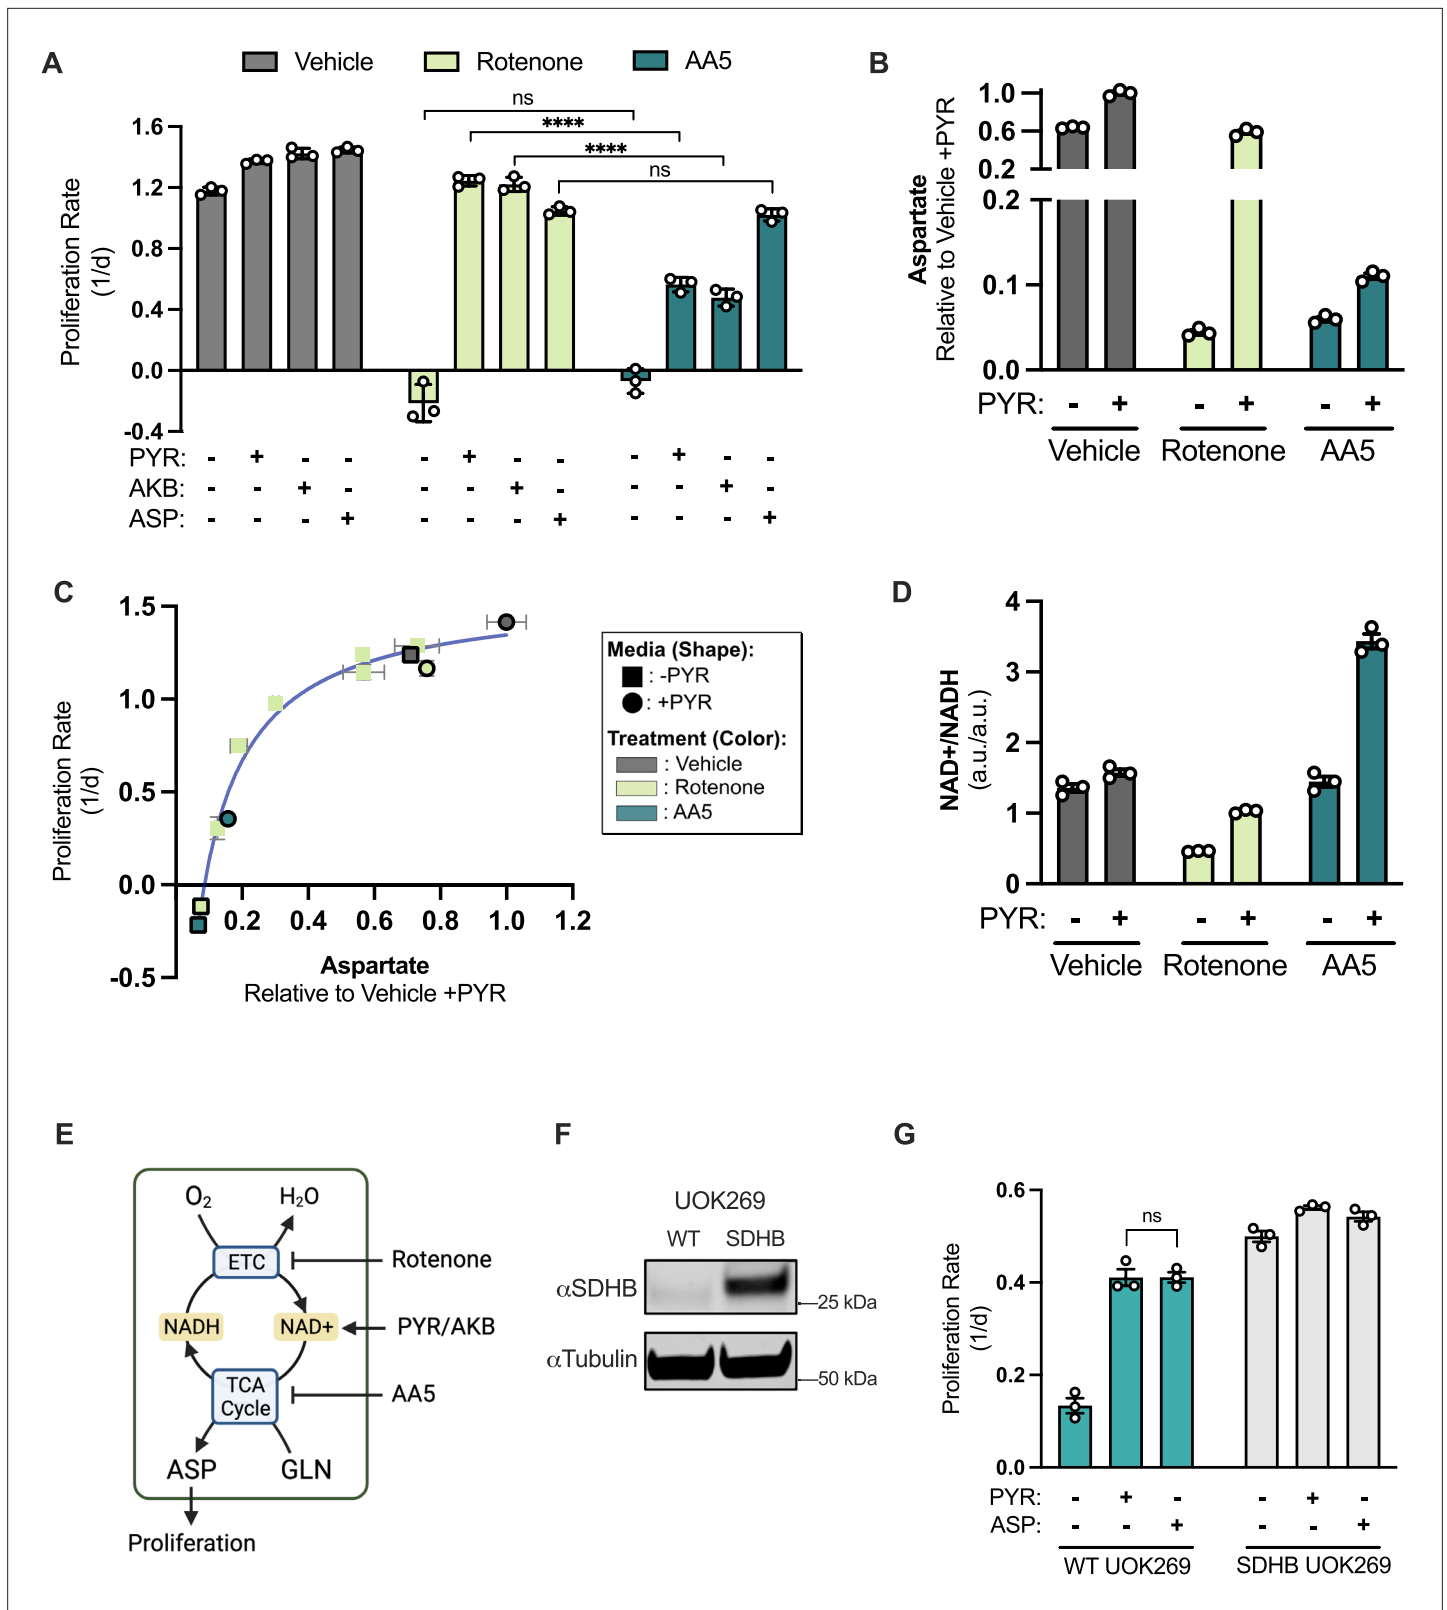 A
Vehicle
Rotenone
AA5
ns
****
****
ns
Proliferation Rate
(1/d)
1.6
1.2
0.8
0.4
0.0
-0.4
PYR: - + - - - + - - - + - -
AKB: - - + - - - + - - - + -
ASP: - - - + - - - + - - - +
B
Aspartate
Relative to Vehicle +PYR
1.0
0.6
0.2
0.2
0.1
0.0
PYR: - + - + - +
Vehicle Rotenone AA5
C
Proliferation Rate
(1/d)
1.5
1.0
0.5
0.0
-0.5
0.2 0.4 0.6 0.8 1.0 1.2
Aspartate
Relative to Vehicle +PYR
Media (Shape):
: -PYR
: +PYR
Treatment (Color):
: Vehicle
: Rotenone
: AA5
D
NAD+/NADH
(a.u./a.u.)
4
3
2
1
0
PYR: - + - + - +
Vehicle Rotenone AA5
E
O₂ H₂O
ETC
Rotenone
NADH NAD+
PYR/AKB
TCA
Cycle
AA5
ASP GLN
Proliferation
F
UOK269
WT SDHB
αSDHB
25 kDa
αTubulin
50 kDa
G
Proliferation Rate
(1/d)
0.6
0.4
0.2
0.0
ns
PYR: - + - - + -
ASP: - - + - - +
WT UOK269 SDHB UOK269